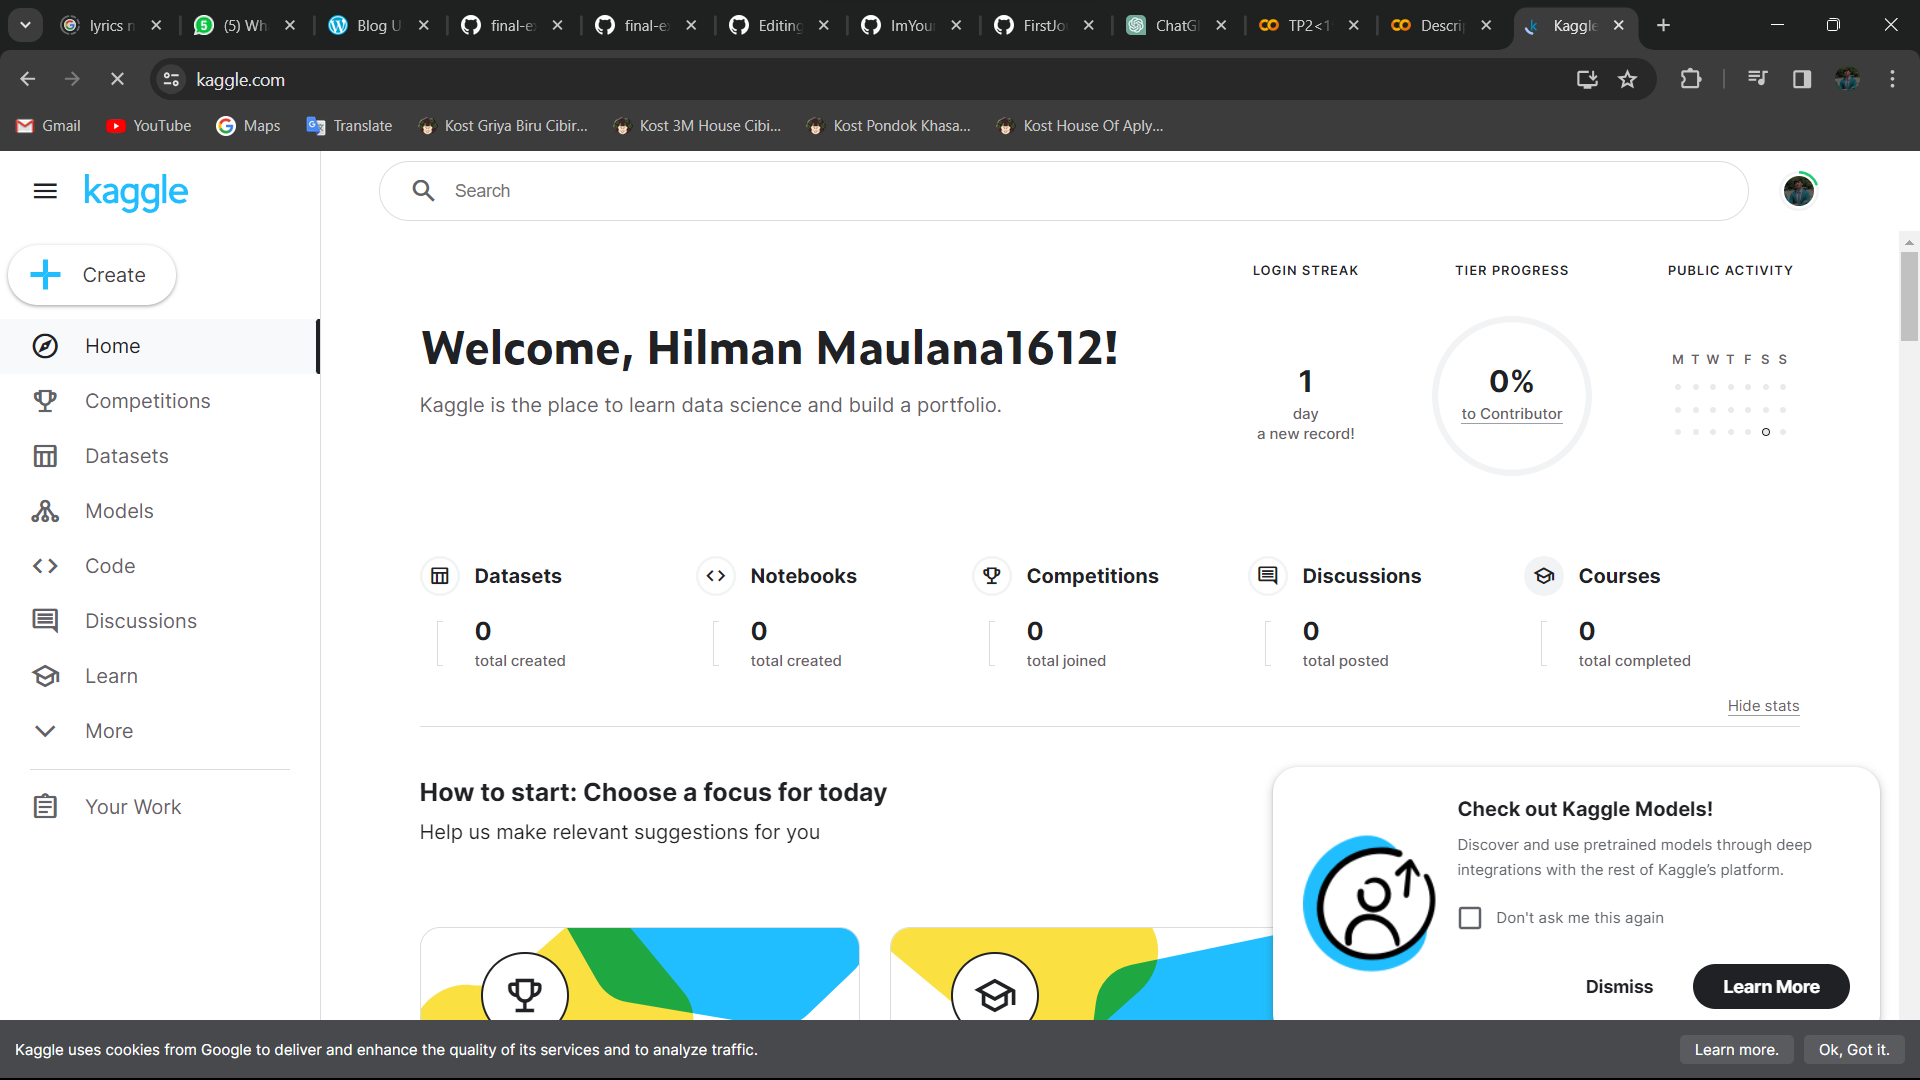 lyrics r
(5) Wh
Blog U
final-e
final-e
Editing
ImYou
FirstJo
ChatG
TP2<1
Descri
Kaggle
kaggle.com
Gmail
YouTube
Maps
Translate
Kost Griya Biru Cibir...
Kost 3M House Cibi...
Kost Pondok Khasa...
Kost House Of Aply...
kaggle
Search
Create
Home
Competitions
Datasets
Models
Code
Discussions
Learn
More
Your Work
LOGIN STREAK
TIER PROGRESS
PUBLIC ACTIVITY
Welcome, Hilman Maulana1612!
Kaggle is the place to learn data science and build a portfolio.
1
day
a new record!
0%
to Contributor
M T W T F S S
Datasets
0
total created
Notebooks
0
total created
Competitions
0
total joined
Discussions
0
total posted
Courses
0
total completed
Hide stats
How to start: Choose a focus for today
Help us make relevant suggestions for you
Check out Kaggle Models!
Discover and use pretrained models through deep
integrations with the rest of Kaggle's platform.
Don't ask me this again
Dismiss
Learn More
Kaggle uses cookies from Google to deliver and enhance the quality of its services and to analyze traffic.
Learn more.
Ok, Got it.